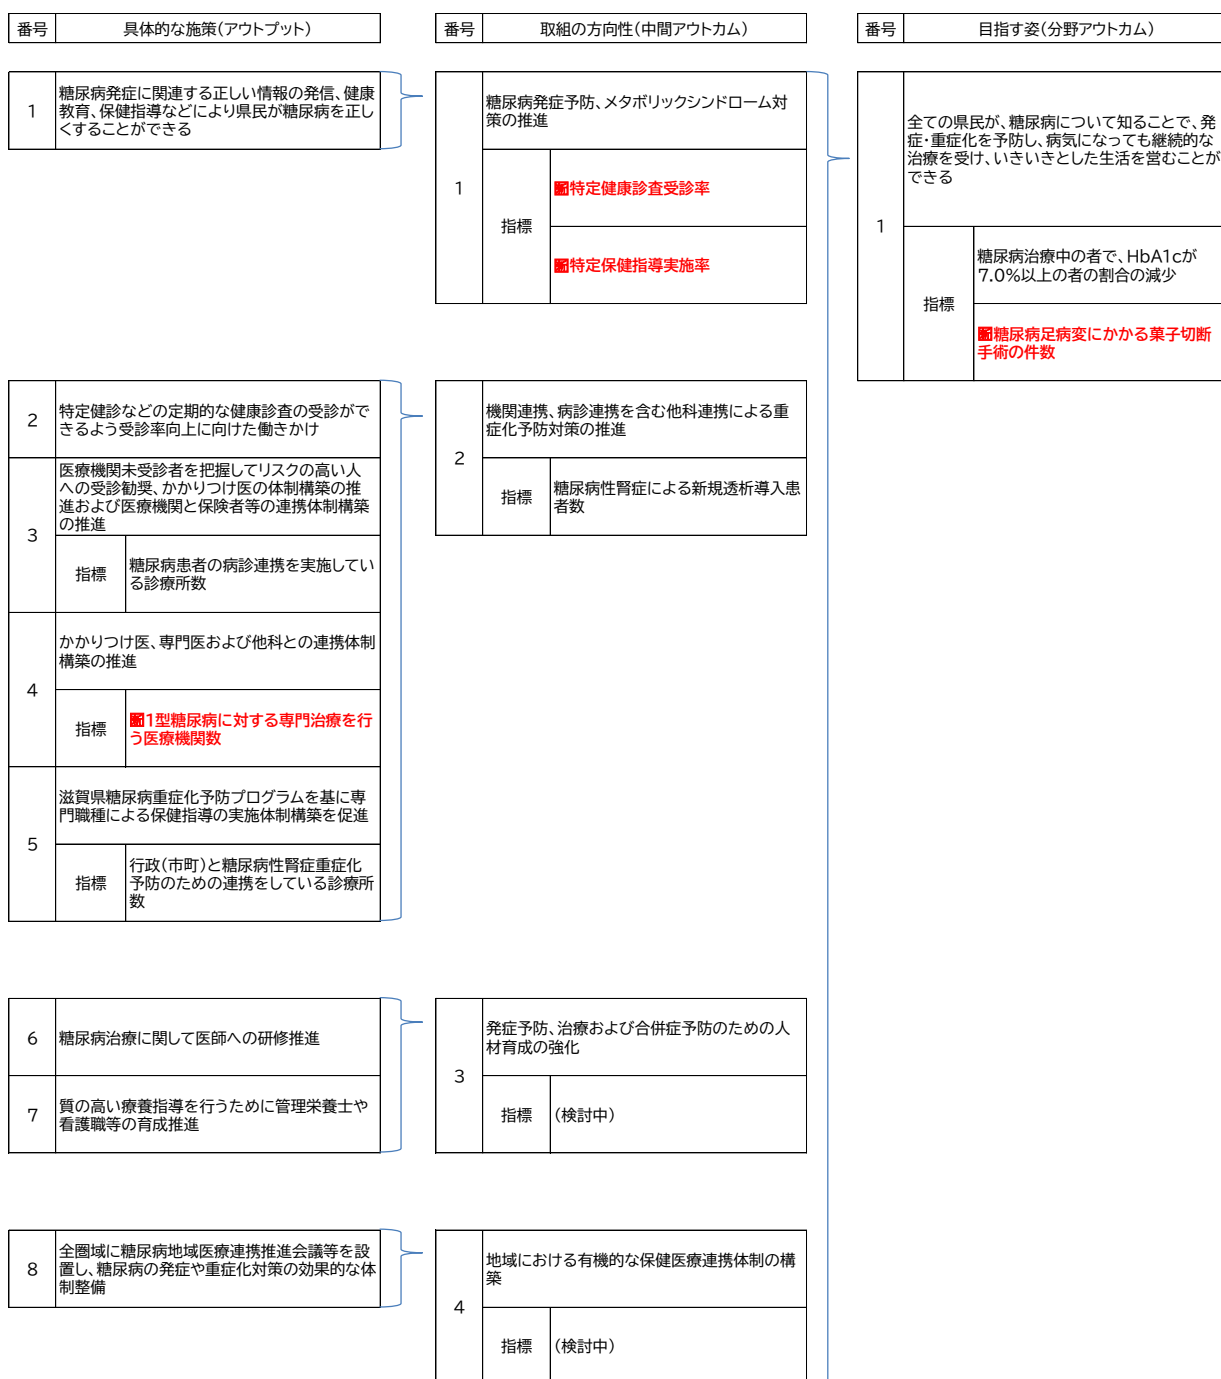 番号 具体的な施策(アウトプット)
番号 取組の方向性(中間アウトカム)
番号 目指す姿(分野アウトカム)
1
糖尿病発症に関連する正しい情報の発信、健康
教育、保健指導などにより県民が糖尿病を正し
くすることができる
1
糖尿病発症予防、メタボリックシンドローム対
策の推進
指標
特定健康診査受診率
特定保健指導実施率
1
全ての県民が、糖尿病について知ることで、発
症・重症化を予防し、病気になっても継続的な
治療を受け、いきいきとした生活を営むことが
できる
指標
糖尿病治療中の者で、HbA1cが
7.0%以上の者の割合の減少
糖尿病足病変にかかる菓子切断
手術の件数
2
特定健診などの定期的な健康診査の受診がで
きるよう受診率向上に向けた働きかけ
3
医療機関未受診者を把握してリスクの高い人
への受診勧奨、かかりつけ医の体制構築の推
進および医療機関と保険者等の連携体制構築
の推進
指標
糖尿病患者の病診連携を実施してい
る診療所数
4
かかりつけ医、専門医および他科との連携体制
構築の推進
指標
1型糖尿病に対する専門治療を行
う医療機関数
5
滋賀県糖尿病重症化予防プログラムを基に専
門職種による保健指導の実施体制構築を促進
指標
行政(市町)と糖尿病性腎症重症化
予防のための連携をしている診療所
数
2
機関連携、病診連携を含む他科連携による重
症化予防対策の推進
指標
糖尿病性腎症による新規透析導入患
者数
6
糖尿病治療に関して医師への研修推進
7
質の高い療養指導を行うために管理栄養士や
看護職等の育成推進
3
発症予防、治療および合併症予防のための人
材育成の強化
指標
(検討中)
8
全圏域に糖尿病地域医療連携推進会議等を設
置し、糖尿病の発症や重症化対策の効果的な体
制整備
4
地域における有機的な保健医療連携体制の構
築
指標
(検討中)